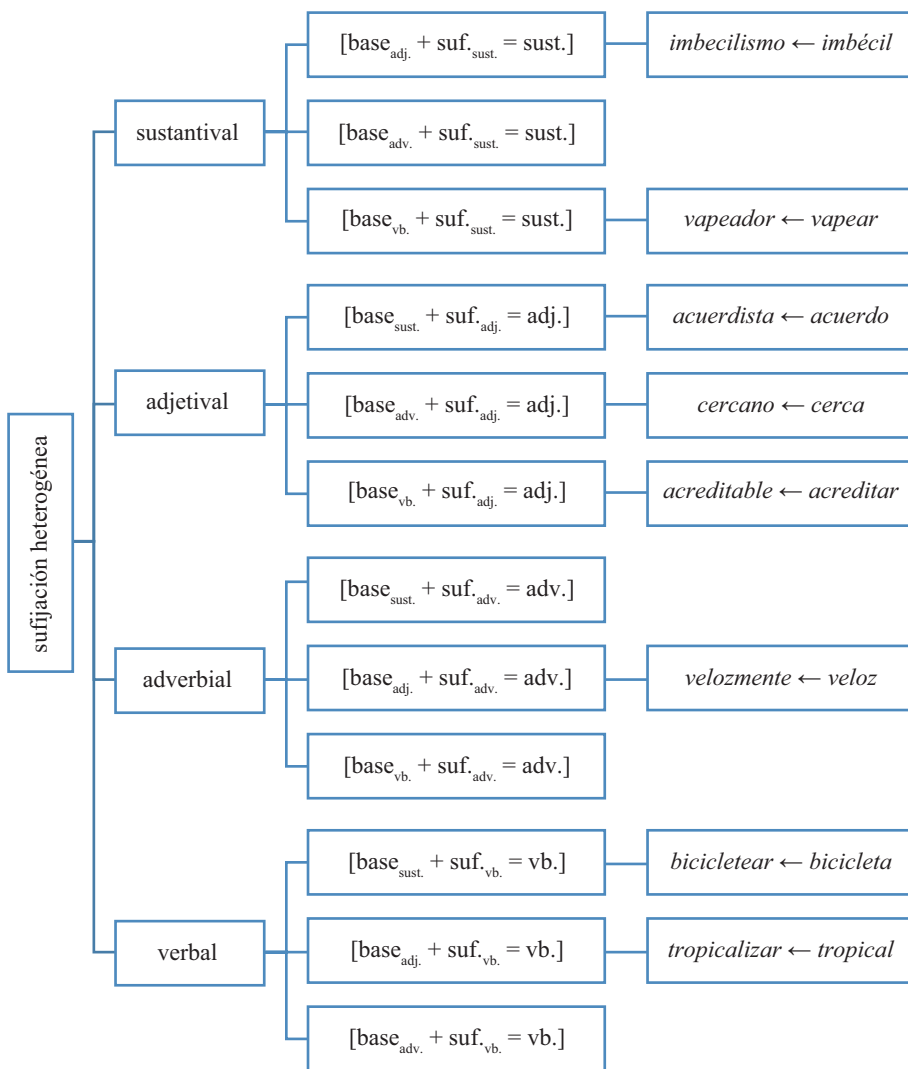 sufijación heterogénea
sustantival
[base adj. + suf. sust. = sust.]
imbecilismo ← imbécil
[base adv. + suf. sust. = sust.]
[base vb. + suf. sust. = sust.]
vapeador ← vapear
adjetival
[base sust. + suf. adj. = adj.]
acuerdista ← acuerdo
[base adv. + suf. adj. = adj.]
cercano ← cerca
[base vb. + suf. adj. = adj.]
acreditable ← acreditar
adverbial
[base sust. + suf. adv. = adv.]
[base adj. + suf. adv. = adv.]
velozmente ← veloz
[base vb. + suf. adv. = adv.]
verbal
[base sust. + suf. vb. = vb.]
bicicletear ← bicicleta
[base adj. + suf. vb. = vb.]
tropicalizar ← tropical
[base adv. + suf. vb. = vb.]